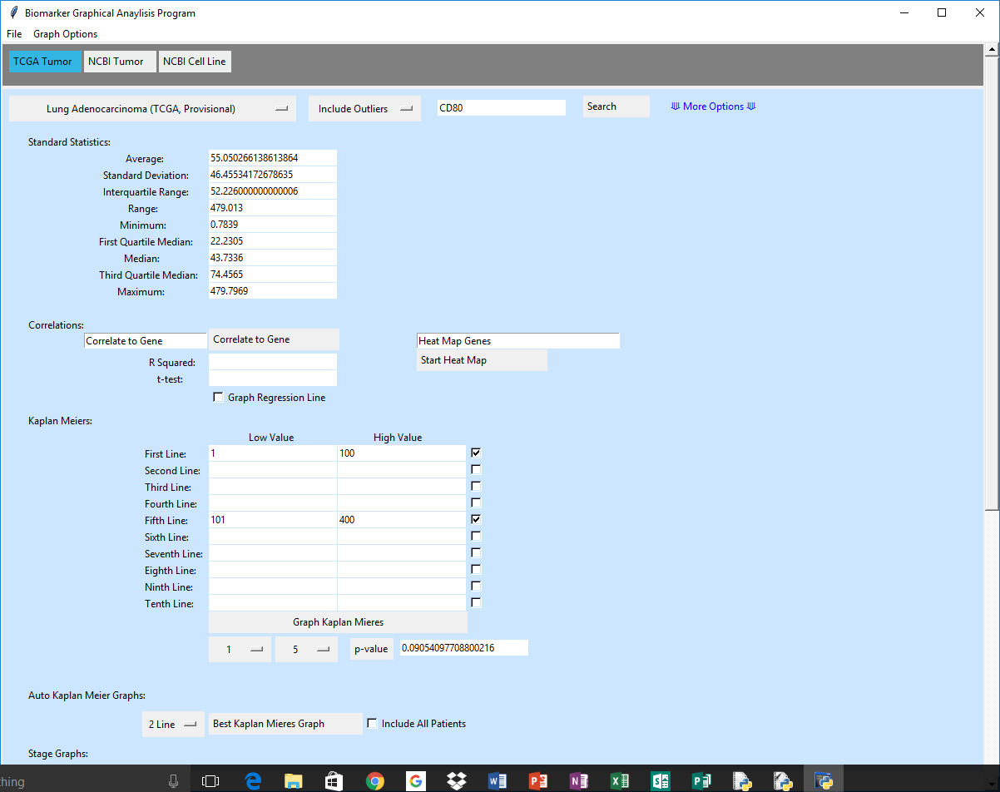 Biomarker Graphical Anaylisis Program
File Graph Options
TCGA Tumor NCBI Tumor NCBI Cell Line
Lung Adenocarcinoma (TCGA, Provisional) Include Outliers CD80 Search More Options
Standard Statistics:
Average: 55.050266138613864
Standard Deviation: 46.45534172678635
Interquartile Range: 52.226000000000006
Range: 479.013
Minimum: 0.7839
First Quartile Median: 22.2305
Median: 43.7336
Third Quartile Median: 74.4565
Maximum: 479.7969
Correlations:
Correlate to Gene Correlate to Gene Heat Map Genes
Start Heat Map
R Squared:
t-test:
Graph Regression Line
Kaplan Meiers:
Low Value High Value
First Line: 1 100
Second Line:
Third Line:
Fourth Line:
Fifth Line: 101 400
Sixth Line:
Seventh Line:
Eighth Line:
Ninth Line:
Tenth Line:
Graph Kaplan Mieres
1 5 p-value 0.09054097708800216
Auto Kaplan Meier Graphs:
2 Line Best Kaplan Mieres Graph Include All Patients
Stage Graphs:
hing